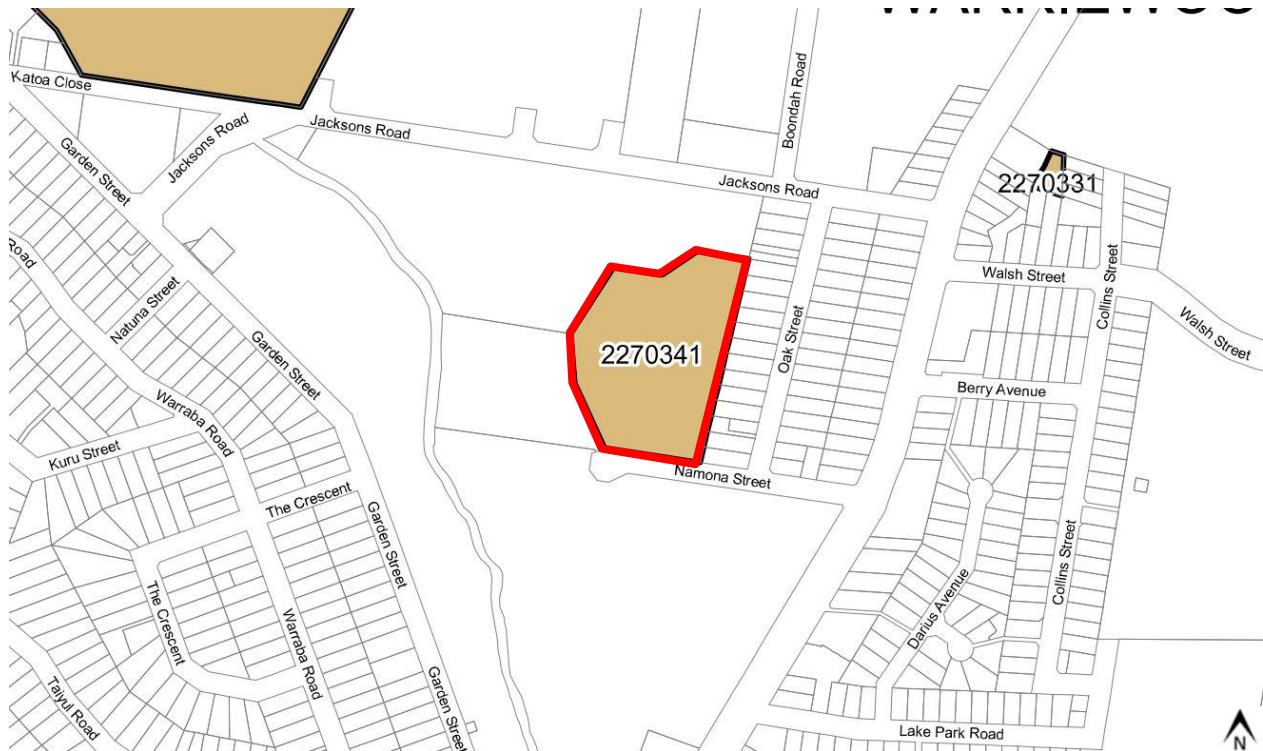 Katoa Close
Jacksons Road
Jacksons Road
Boondah Road
Garden Street
Jacksons Road
2270331
Walsh Street
Collins Street
Walsh Street
Road
Natuna Street
Garden Street
2270341
Oak Street
Berry Avenue
Warraba Road
Kuru Street
Namona Street
The Crescent
Garden Street
Collins Street
Darius Avenue
The Crescent
Warraba Road
Taiyul Road
Garden Street
Lake Park Road
N